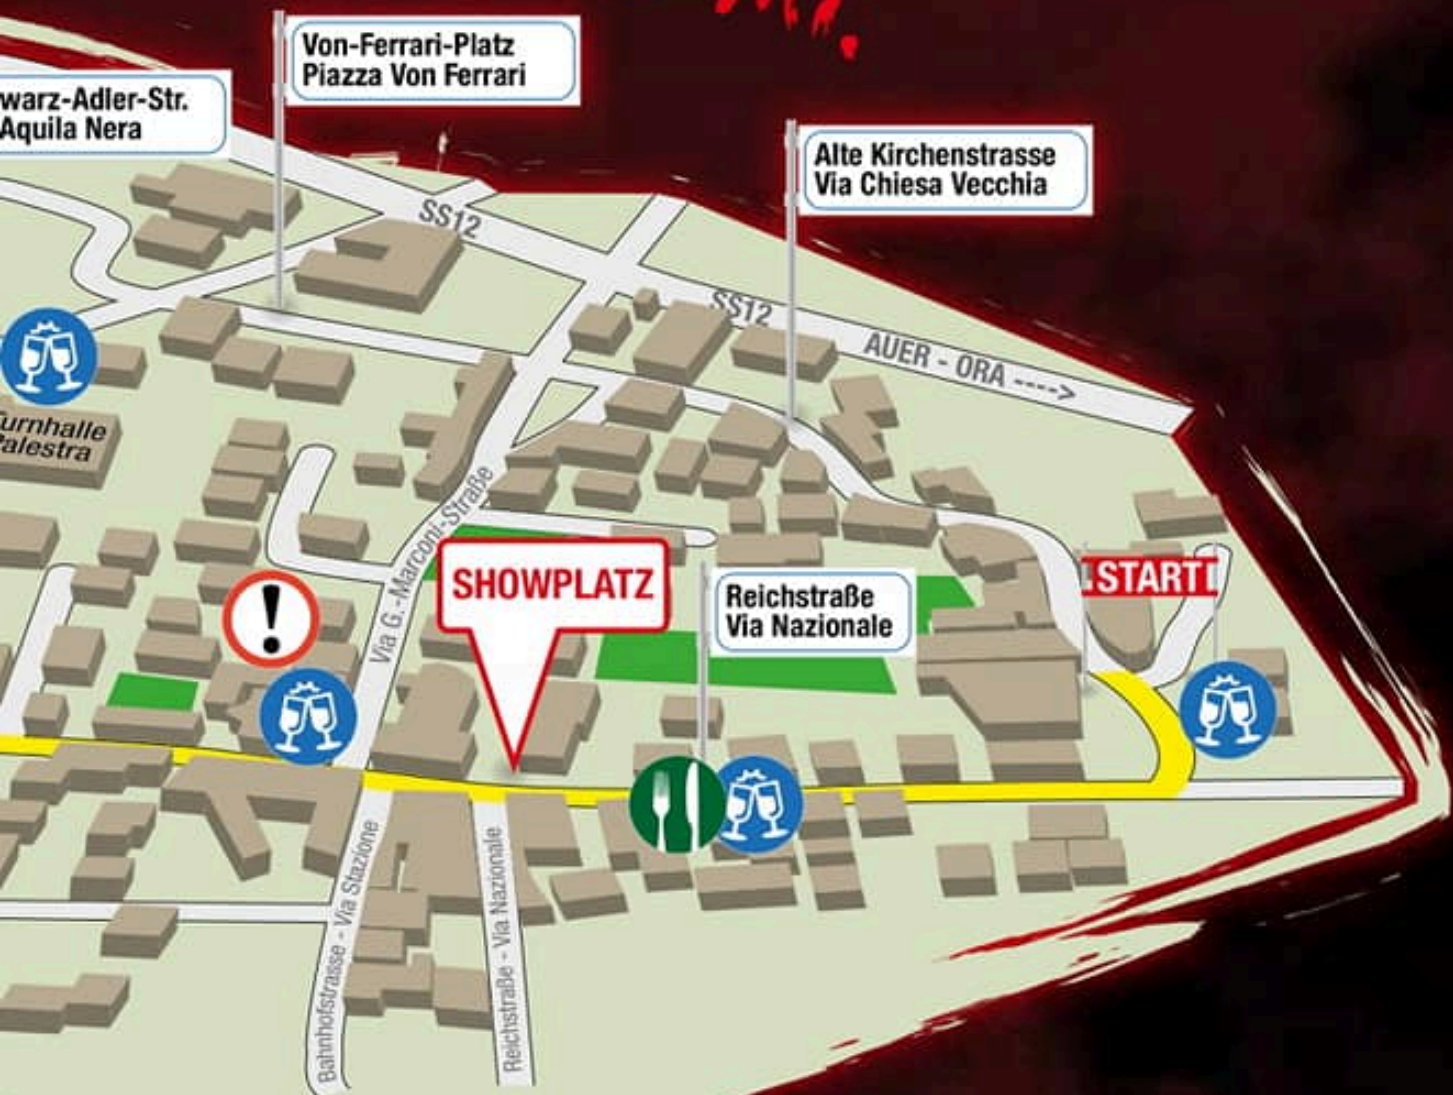 Von-Ferrari-Platz
Piazza Von Ferrari
warz-Adler-Str.
Aquila Nera
Alte Kirchenstrasse
Via Chiesa Vecchia
SS12
SS12
AUER - ORA ---->
urnhalle
Palestra
Via G.-Marconi-Straße
SHOWPLATZ
!
Reichstraße
Via Nazionale
START
Bahnhofstrasse - Via Stazione
Reichstraße - Via Nazionale